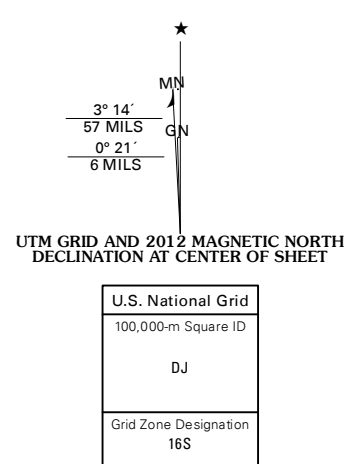 ★
MN
3° 14´
57 MILS
GN
0° 21´
6 MILS
UTM GRID AND 2012 MAGNETIC NORTH
DECLINATION AT CENTER OF SHEET
U.S. National Grid
100,000-m Square ID
DJ
Grid Zone Designation
16S